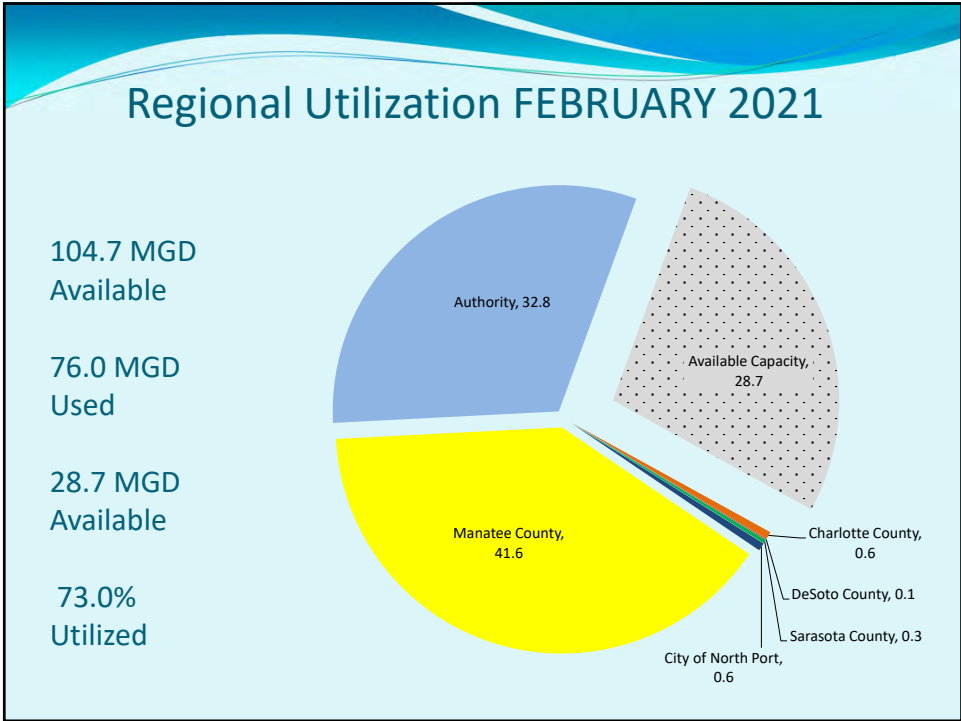 Regional Utilization FEBRUARY 2021
104.7 MGD
Available
76.0 MGD
Used
28.7 MGD
Available
73.0%
Utilized
Authority, 32.8
Available Capacity,
28.7
Manatee County,
41.6
Charlotte County,
0.6
DeSoto County, 0.1
Sarasota County, 0.3
City of North Port,
0.6